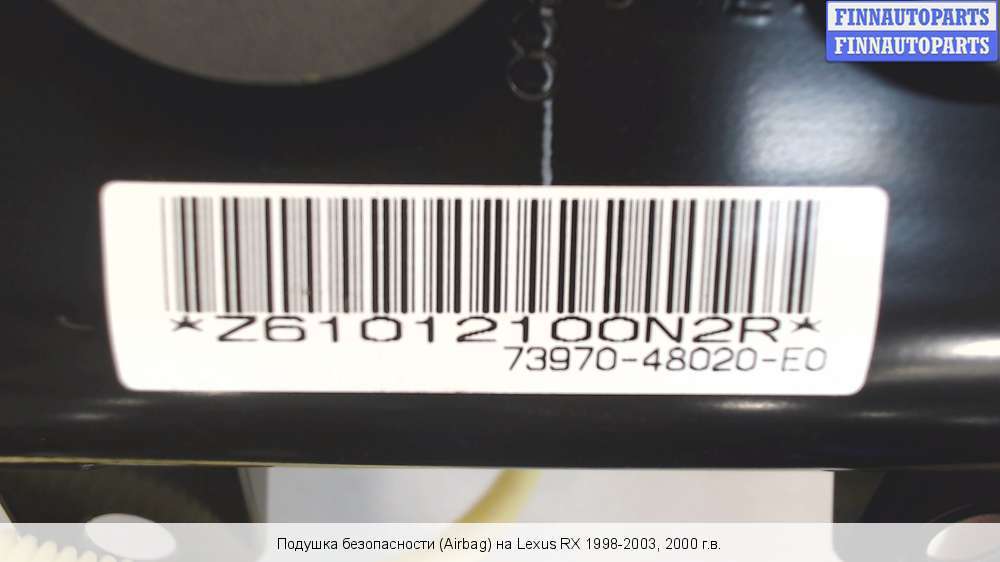 FINNAUTOPARTS
FINNAUTOPARTS
*Z61012100N2R*
73970-48020-E0
Подушка безопасности (Airbag) на Lexus RX 1998-2003, 2000 г.в.